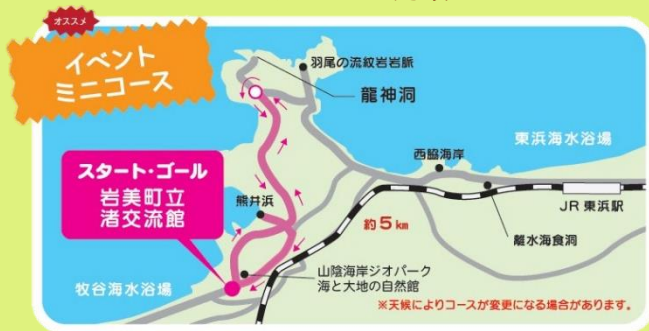 オススメ
イベント
ミニコース
羽尾の流紋岩岩脈
龍神洞
東浜海水浴場
西脇海岸
スタート・ゴール
岩美町立
渚交流館
熊井浜
約5km
JR東浜駅
離水海食洞
山陰海岸ジオパーク
海と大地の自然館
牧谷海水浴場
※天候によりコースが変更になる場合があります。